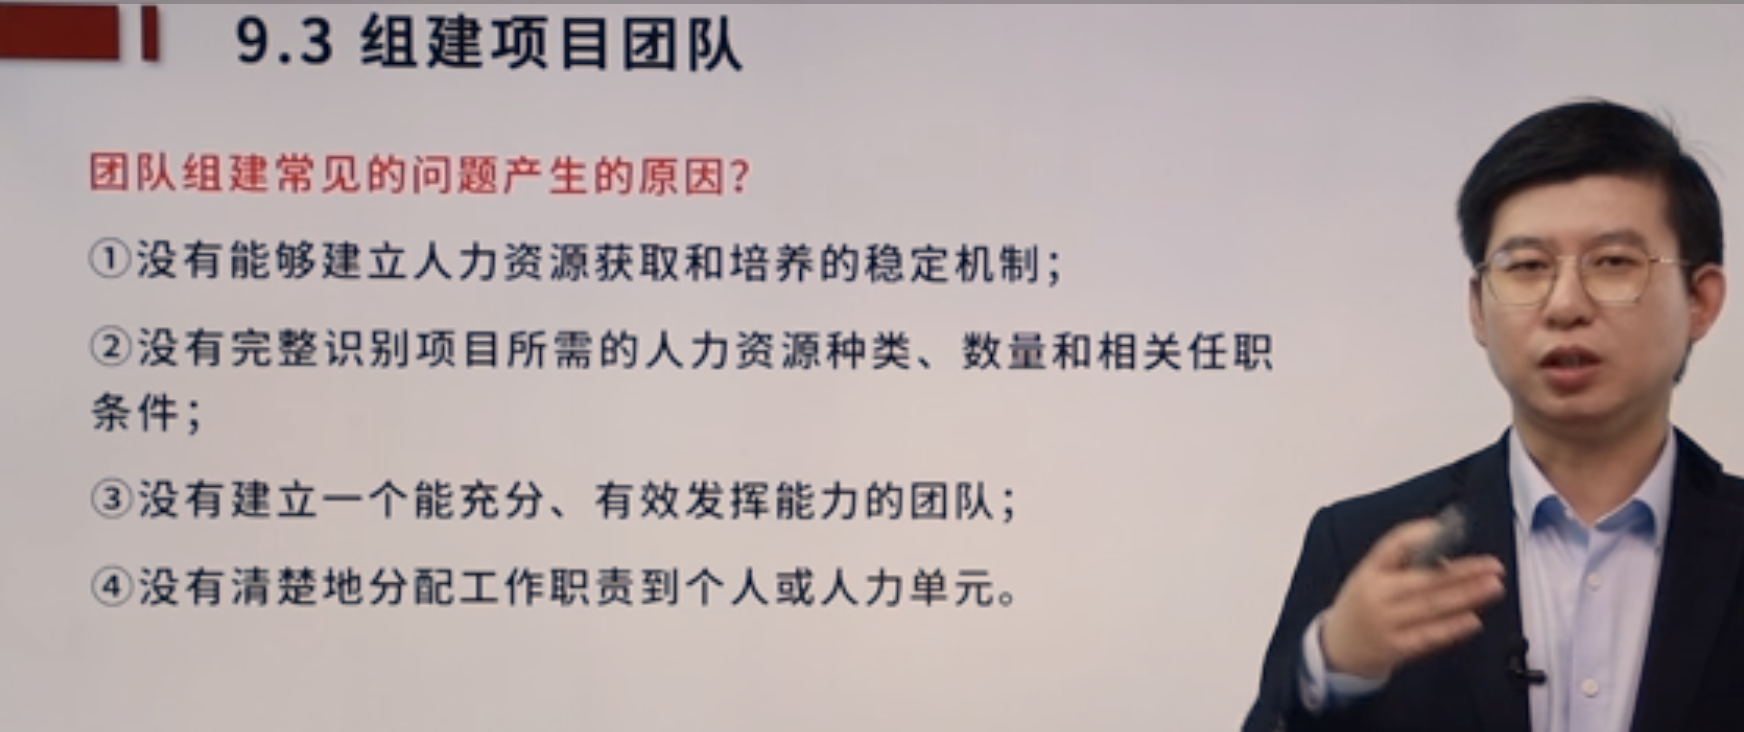 9.3 组建项目团队
团队组建常见的问题产生的原因？
①没有能够建立人力资源获取和培养的稳定机制；
②没有完整识别项目所需的人力资源种类、数量和相关任职
条件；
③没有建立一个能充分、有效发挥能力的团队；
④没有清楚地分配工作职责到个人或人力单元。